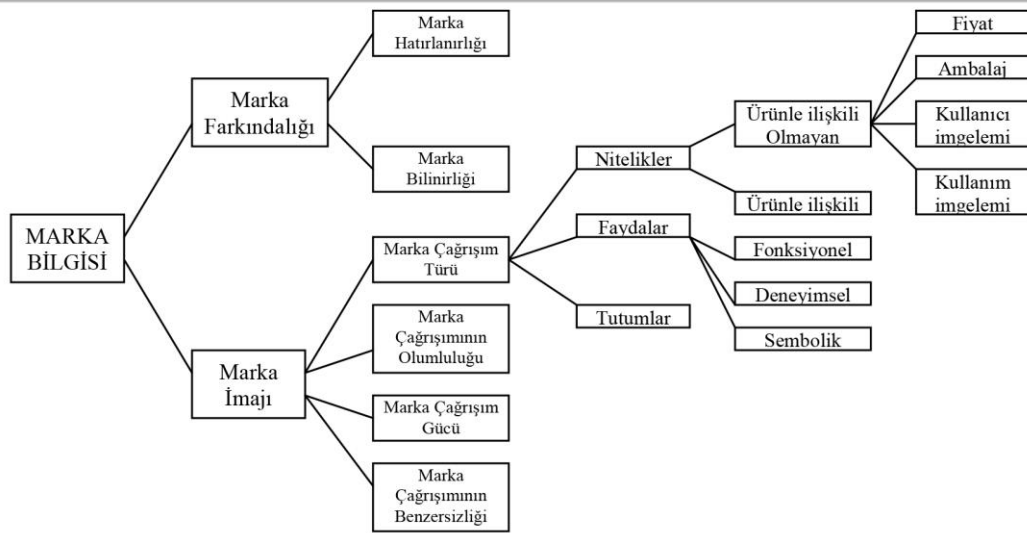 MARKA
BİLGİSİ
Marka
Farkındalığı
Marka
Hatırlanırlığı
Marka
Bilinirliği
Marka
İmajı
Marka Çağrışım
Türü
Nitelikler
Ürünle ilişkili
Olmayan
Fiyat
Ambalaj
Kullanıcı
imgelemi
Kullanım
imgelemi
Ürünle ilişkili
Faydalar
Fonksiyonel
Deneyimsel
Sembolik
Tutumlar
Marka
Çağrışımının
Olumluluğu
Marka Çağrışım
Gücü
Marka
Çağrışımının
Benzersizliği